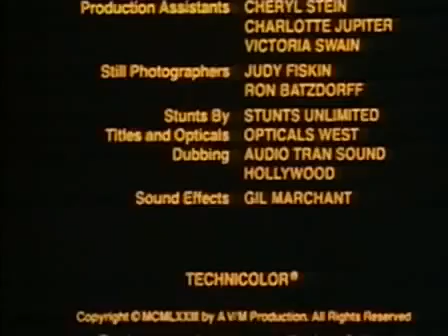 Production Assistants CHERYL STEIN
CHARLOTTE JUPITER
VICTORIA SWAIN
Still Photographers JUDY FISKIN
RON BATZDORFF
Stunts By STUNTS UNLIMITED
Titles and Opticals OPTICALS WEST
Dubbing AUDIO TRAN SOUND
HOLLYWOOD
Sound Effects GIL MARCHANT
TECHNICOLOR®
Copyright © MCMLXXIII by A V/M Production. All Rights Reserved